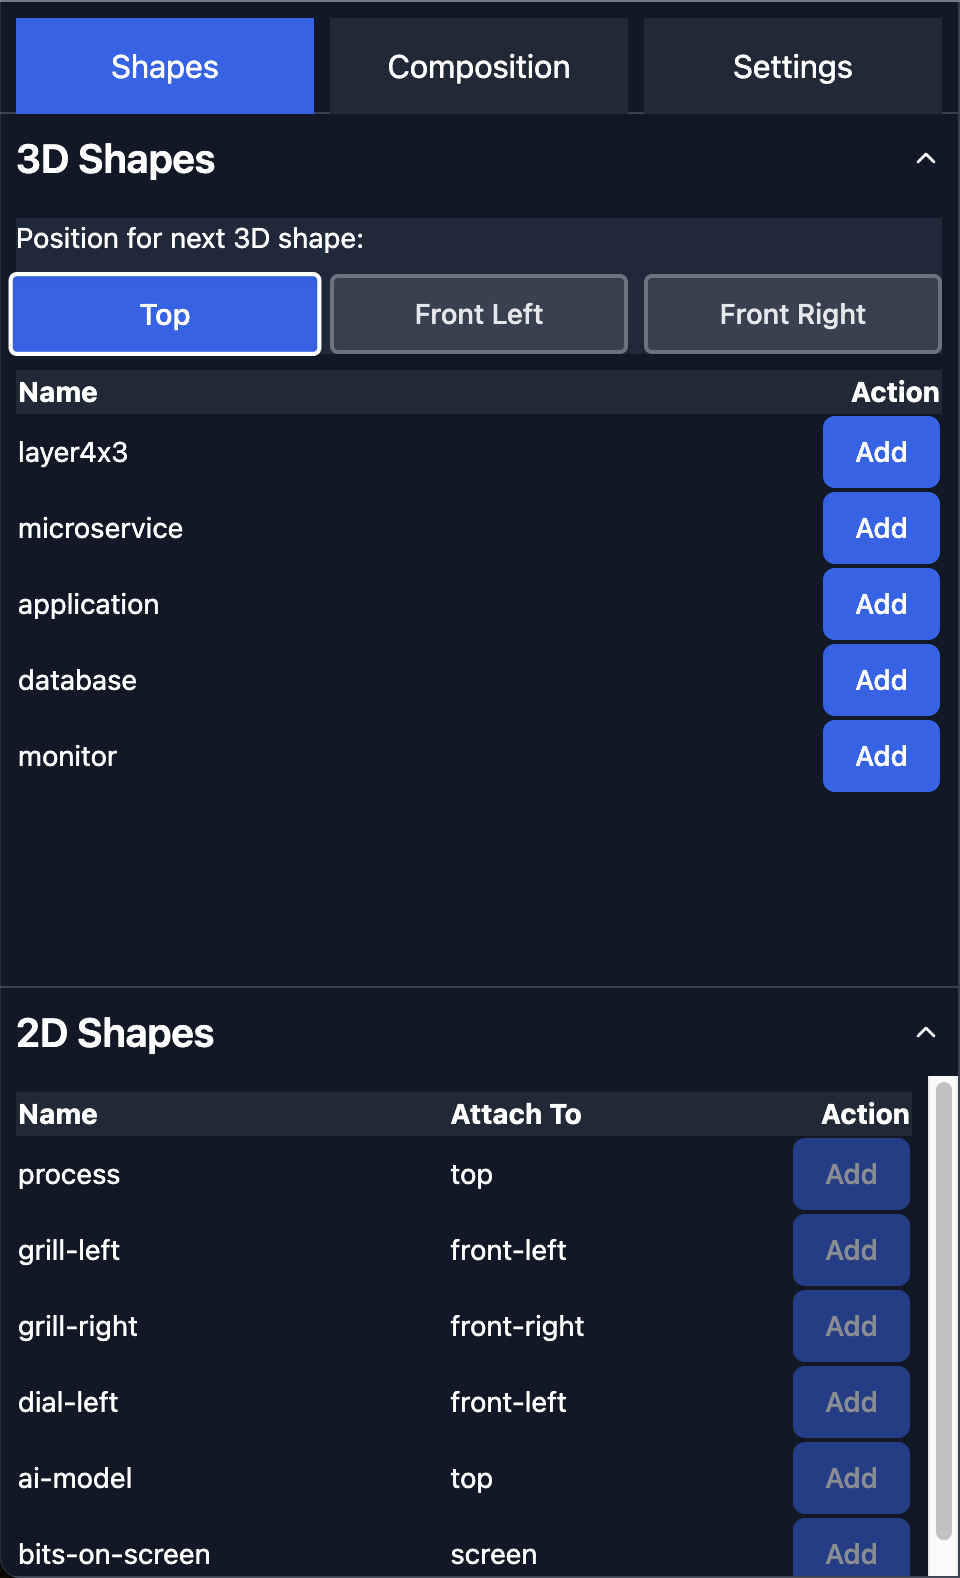 Shapes Composition Settings
3D Shapes
Position for next 3D shape:
Top Front Left Front Right
Name Action
layer4x3 Add
microservice Add
application Add
database Add
monitor Add
2D Shapes
Name Attach To Action
process top Add
grill-left front-left Add
grill-right front-right Add
dial-left front-left Add
ai-model top Add
bits-on-screen screen Add